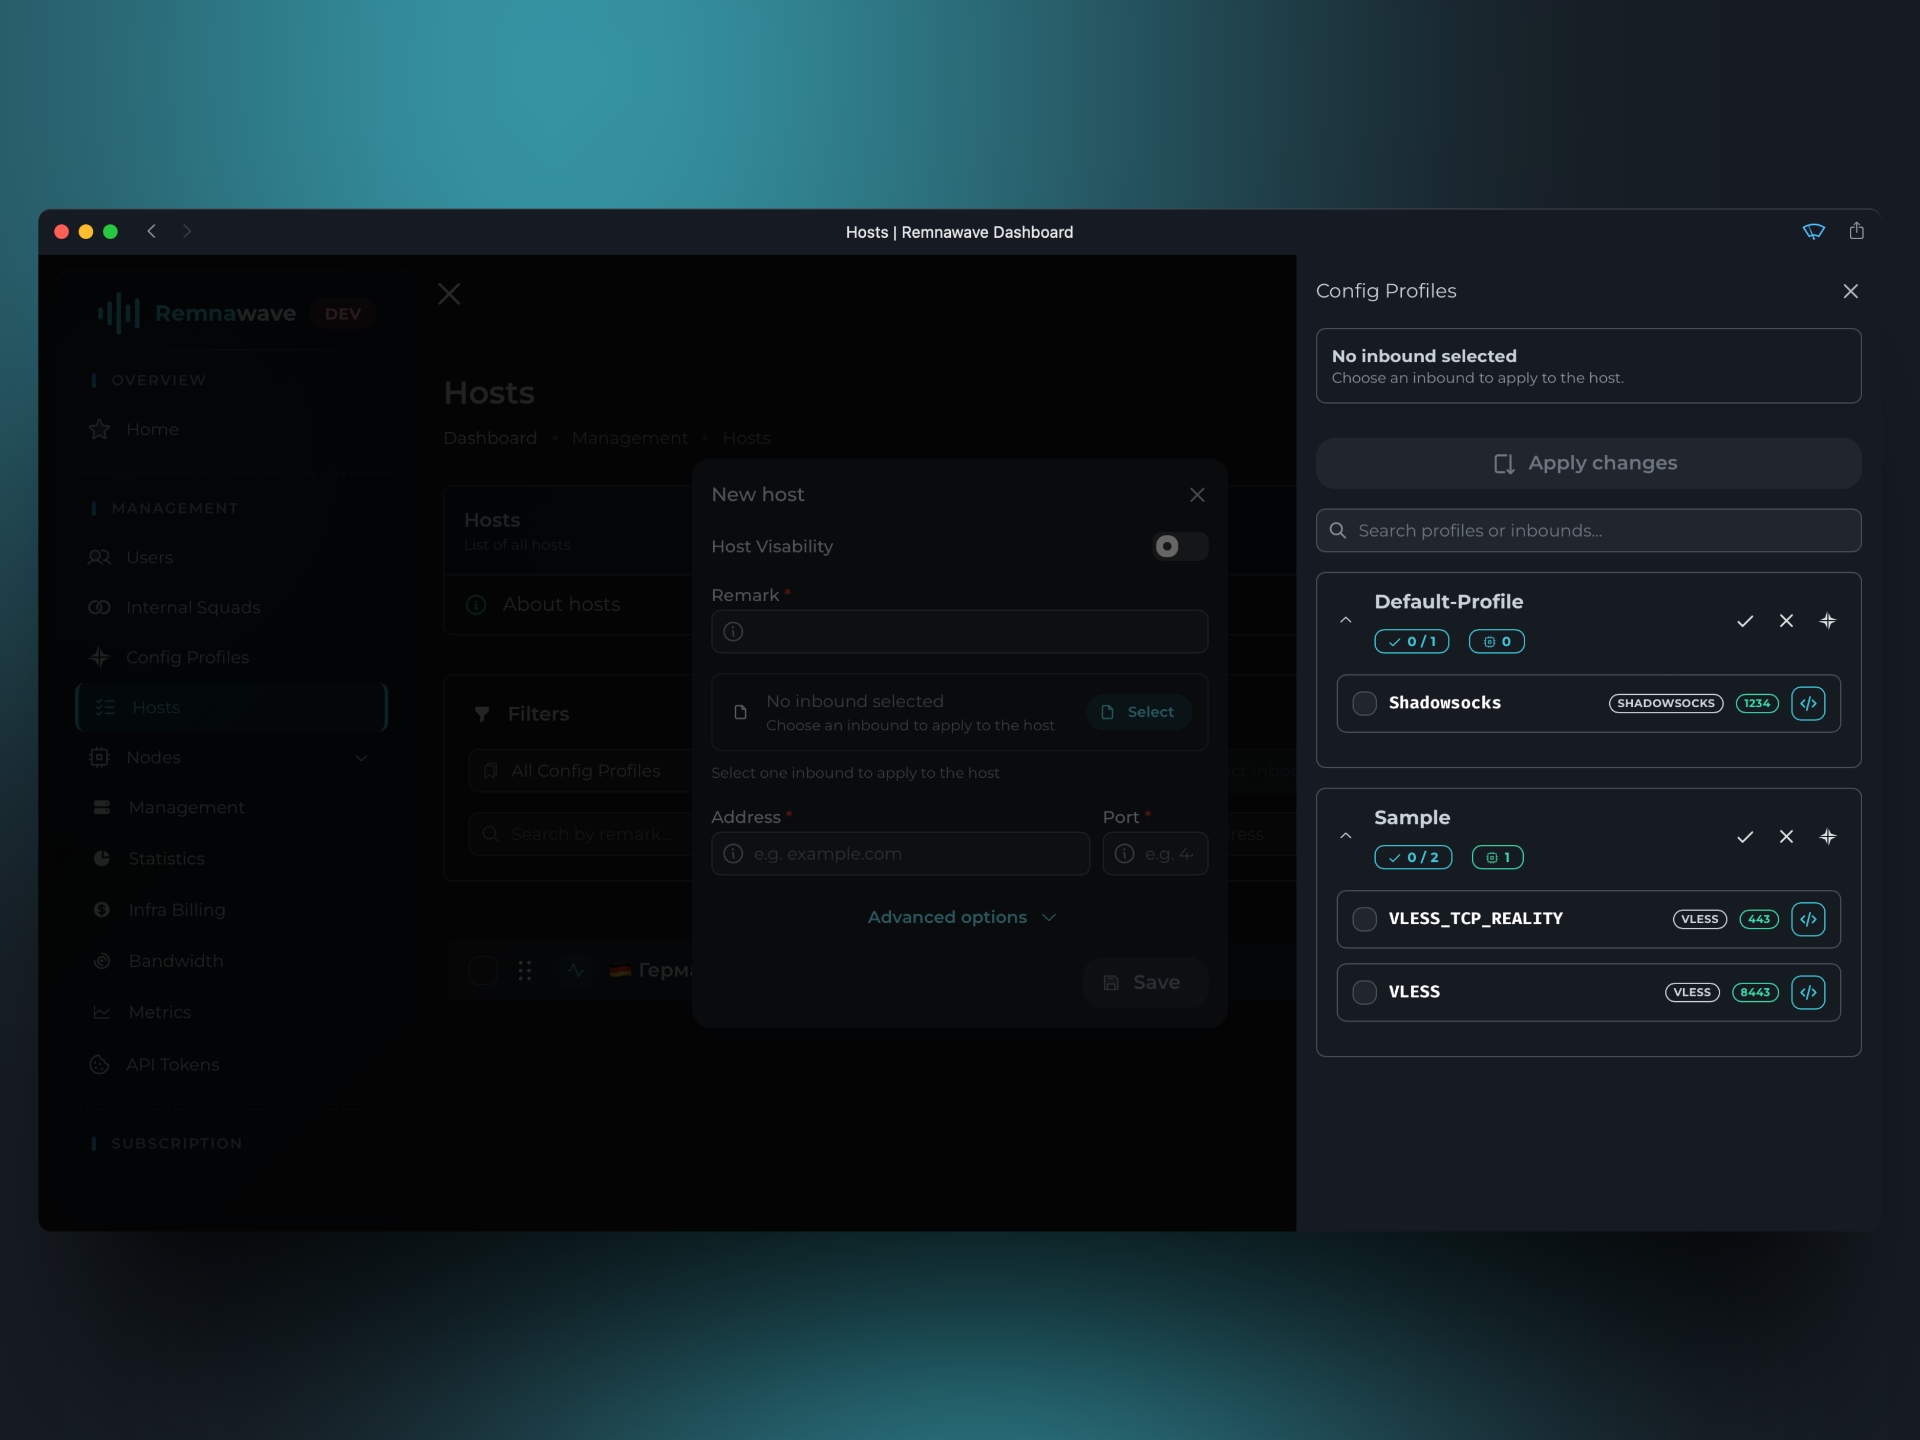 Hosts | Remnawave Dashboard
Remnawave DEV
OVERVIEW
Home
MANAGEMENT
Users
Internal Squads
Config Profiles
Hosts
Nodes
Management
Statistics
Infra Billing
Bandwidth
Metrics
API Tokens
SUBSCRIPTION
Hosts
Dashboard • Management • Hosts
Hosts
List of all hosts
About hosts
Filters
All Config Profiles
Search by remark...
New host
Host Visability
Remark *
No inbound selected
Choose an inbound to apply to the host
Select
Select one inbound to apply to the host
Address *
e.g. example.com
Port *
Advanced options
Save
Config Profiles
No inbound selected
Choose an inbound to apply to the host.
Apply changes
Search profiles or inbounds...
Default-Profile
0 / 1
0
Shadowsocks
SHADOWSOCKS
1234
Sample
0 / 2
1
VLESS_TCP_REALITY
VLESS
443
VLESS
VLESS
8443